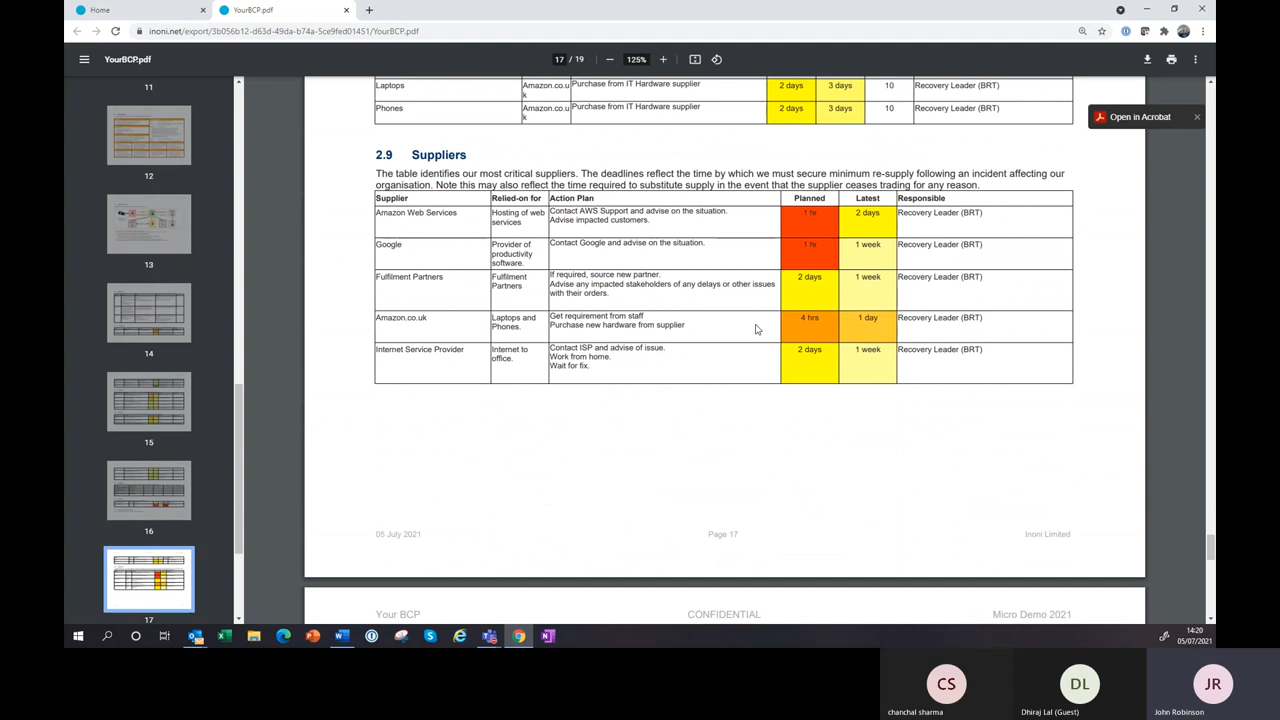 Home
YourBCP.pdf
inoni.net/export/3b056b12-d63d-49da-b74a-5ce9fed01451/YourBCP.pdf
YourBCP.pdf
17 / 19
125%
Open in Acrobat
11
12
13
14
15
16
17
Laptops Amazon.co.u Purchase from IT Hardware supplier 2 days 3 days 10 Recovery Leader (BRT)
k
Phones Amazon.co.u Purchase from IT Hardware supplier 2 days 3 days 10 Recovery Leader (BRT)
k
2.9 Suppliers
The table identifies our most critical suppliers. The deadlines reflect the time by which we must secure minimum re-supply following an incident affecting our
organisation. Note this may also reflect the time required to substitute supply in the event that the supplier ceases trading for any reason.
Supplier Relied-on for Action Plan Planned Latest Responsible
Amazon Web Services Hosting of web Contact AWS Support and advise on the situation. 1 hr 2 days Recovery Leader (BRT)
services Advise impacted customers.
Google Provider of Contact Google and advise on the situation. 1 hr 1 week Recovery Leader (BRT)
productivity
software.
Fulfilment Partners Fulfilment If required, source new partner. 2 days 1 week Recovery Leader (BRT)
Partners Advise any impacted stakeholders of any delays or other issues
with their orders.
Amazon.co.uk Laptops and Get requirement from staff 4 hrs 1 day Recovery Leader (BRT)
Phones. Purchase new hardware from supplier
Internet Service Provider Internet to Contact ISP and advise of issue. 2 days 1 week Recovery Leader (BRT)
office. Work from home.
Wait for fix.
05 July 2021 Page 17 Inoni Limited
Your BCP CONFIDENTIAL Micro Demo 2021
14:20
05/07/2021
CS DL JR
chanchal sharma Dhiraj Lal (Guest) John Robinson